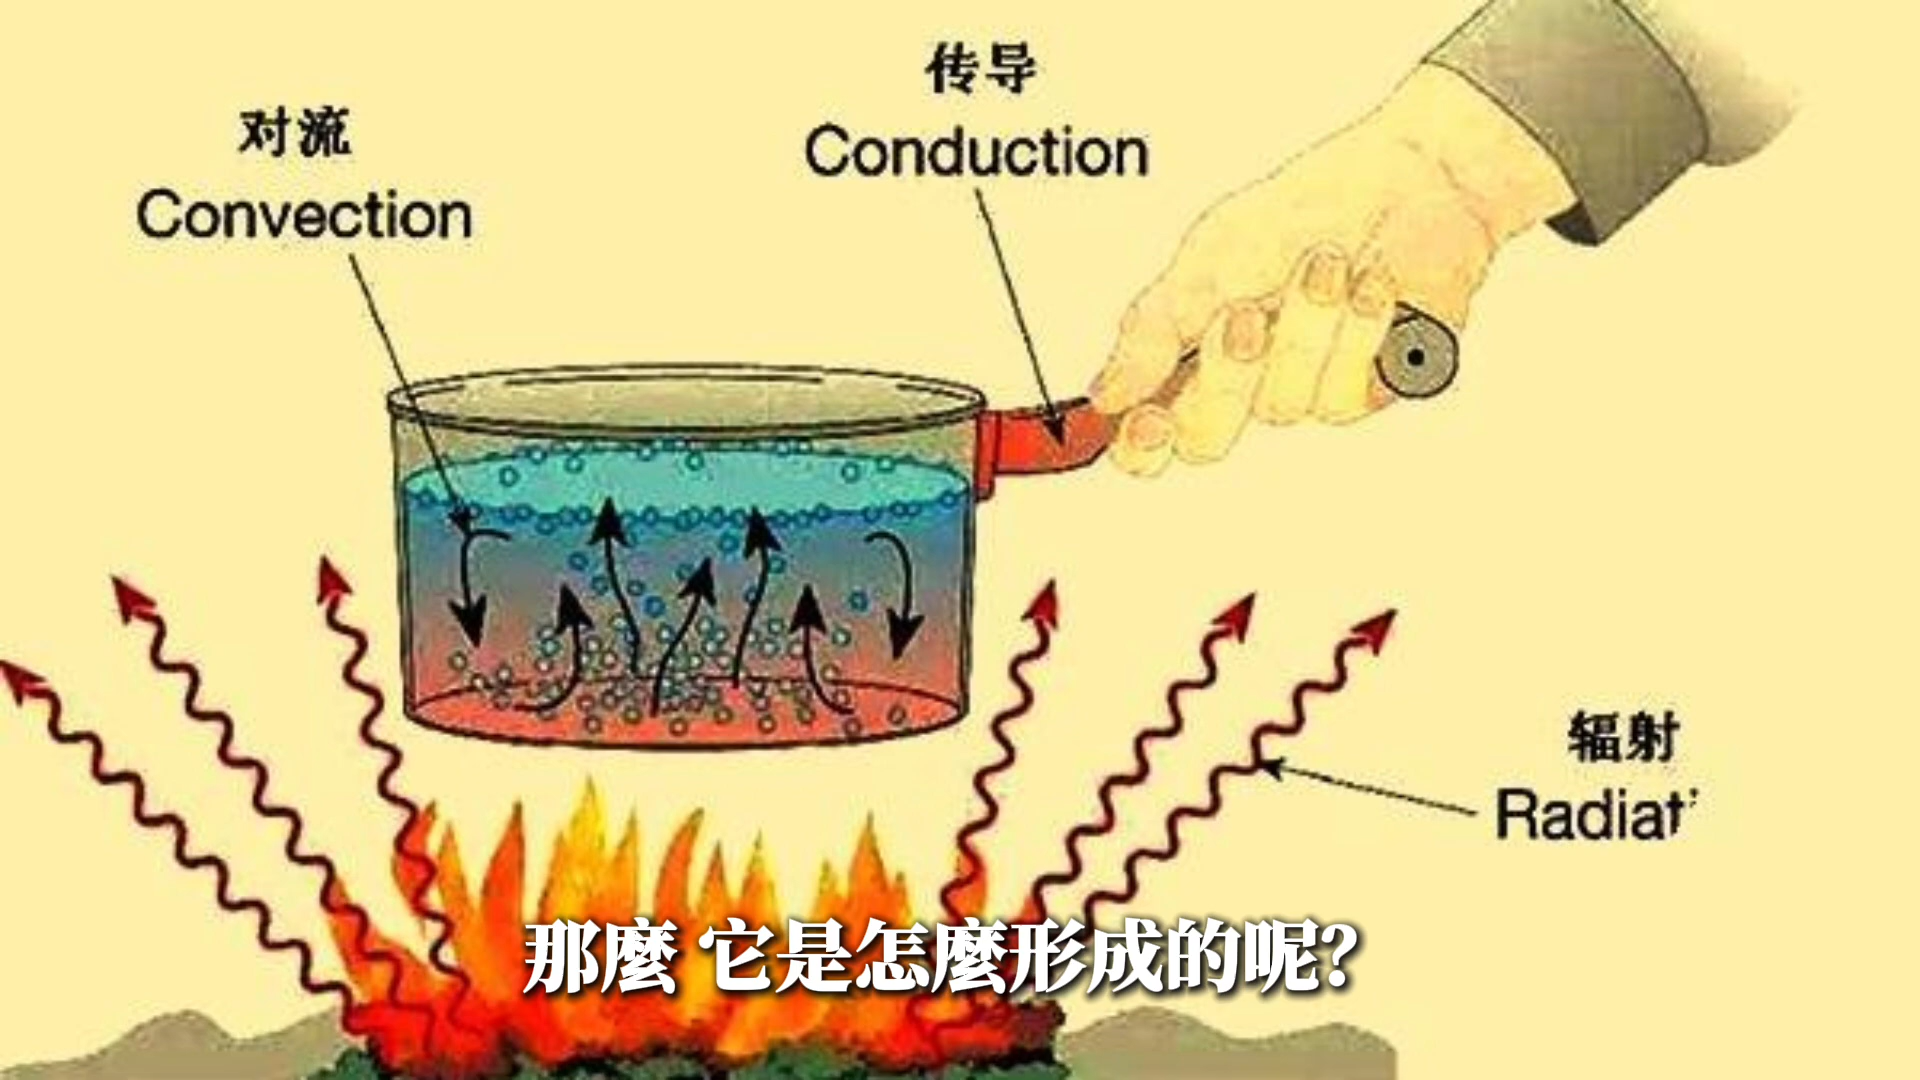 传导
Conduction
对流
Convection
辐射
Radiat
那麼 它是怎麼形成的呢?